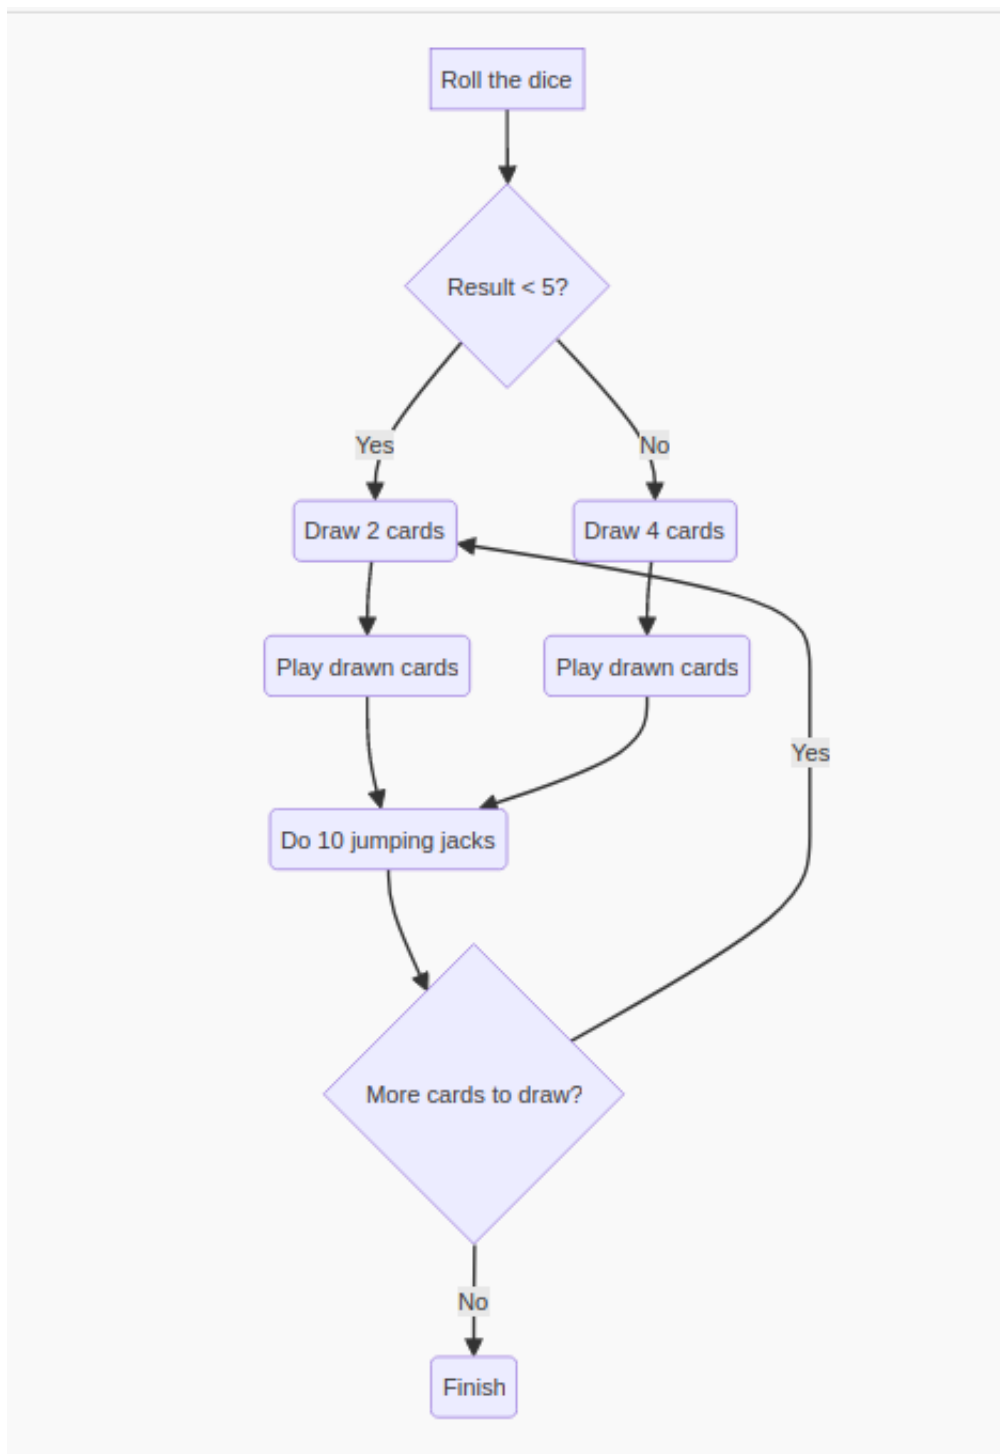 Roll the dice
Result < 5?
Yes
No
Draw 2 cards
Draw 4 cards
Play drawn cards
Play drawn cards
Yes
Do 10 jumping jacks
More cards to draw?
No
Finish